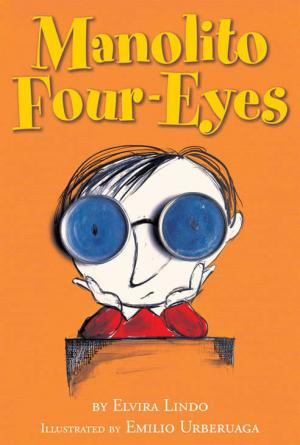 Manolito
Four-Eyes
BY ELVIRA LINDO
ILLUSTRATED BY EMILIO URBERUAGA